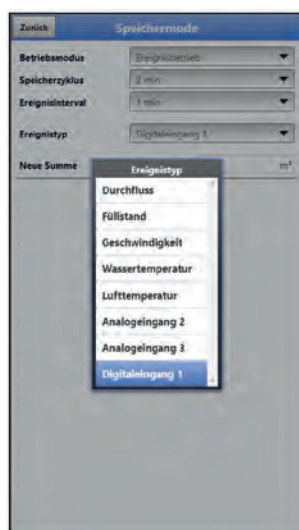 Zurück Speichermode
Betriebsmodus Ereignisbetrieb
Speicherzyklus 2 min
Ereignisinterval 1 min
Ereignistyp Digitaleingang 1
Neue Summe m³
Ereignistyp
Durchfluss
Füllstand
Geschwindigkeit
Wassertemperatur
Lufttemperatur
Analogeingang 2
Analogeingang 3
Digitaleingang 1